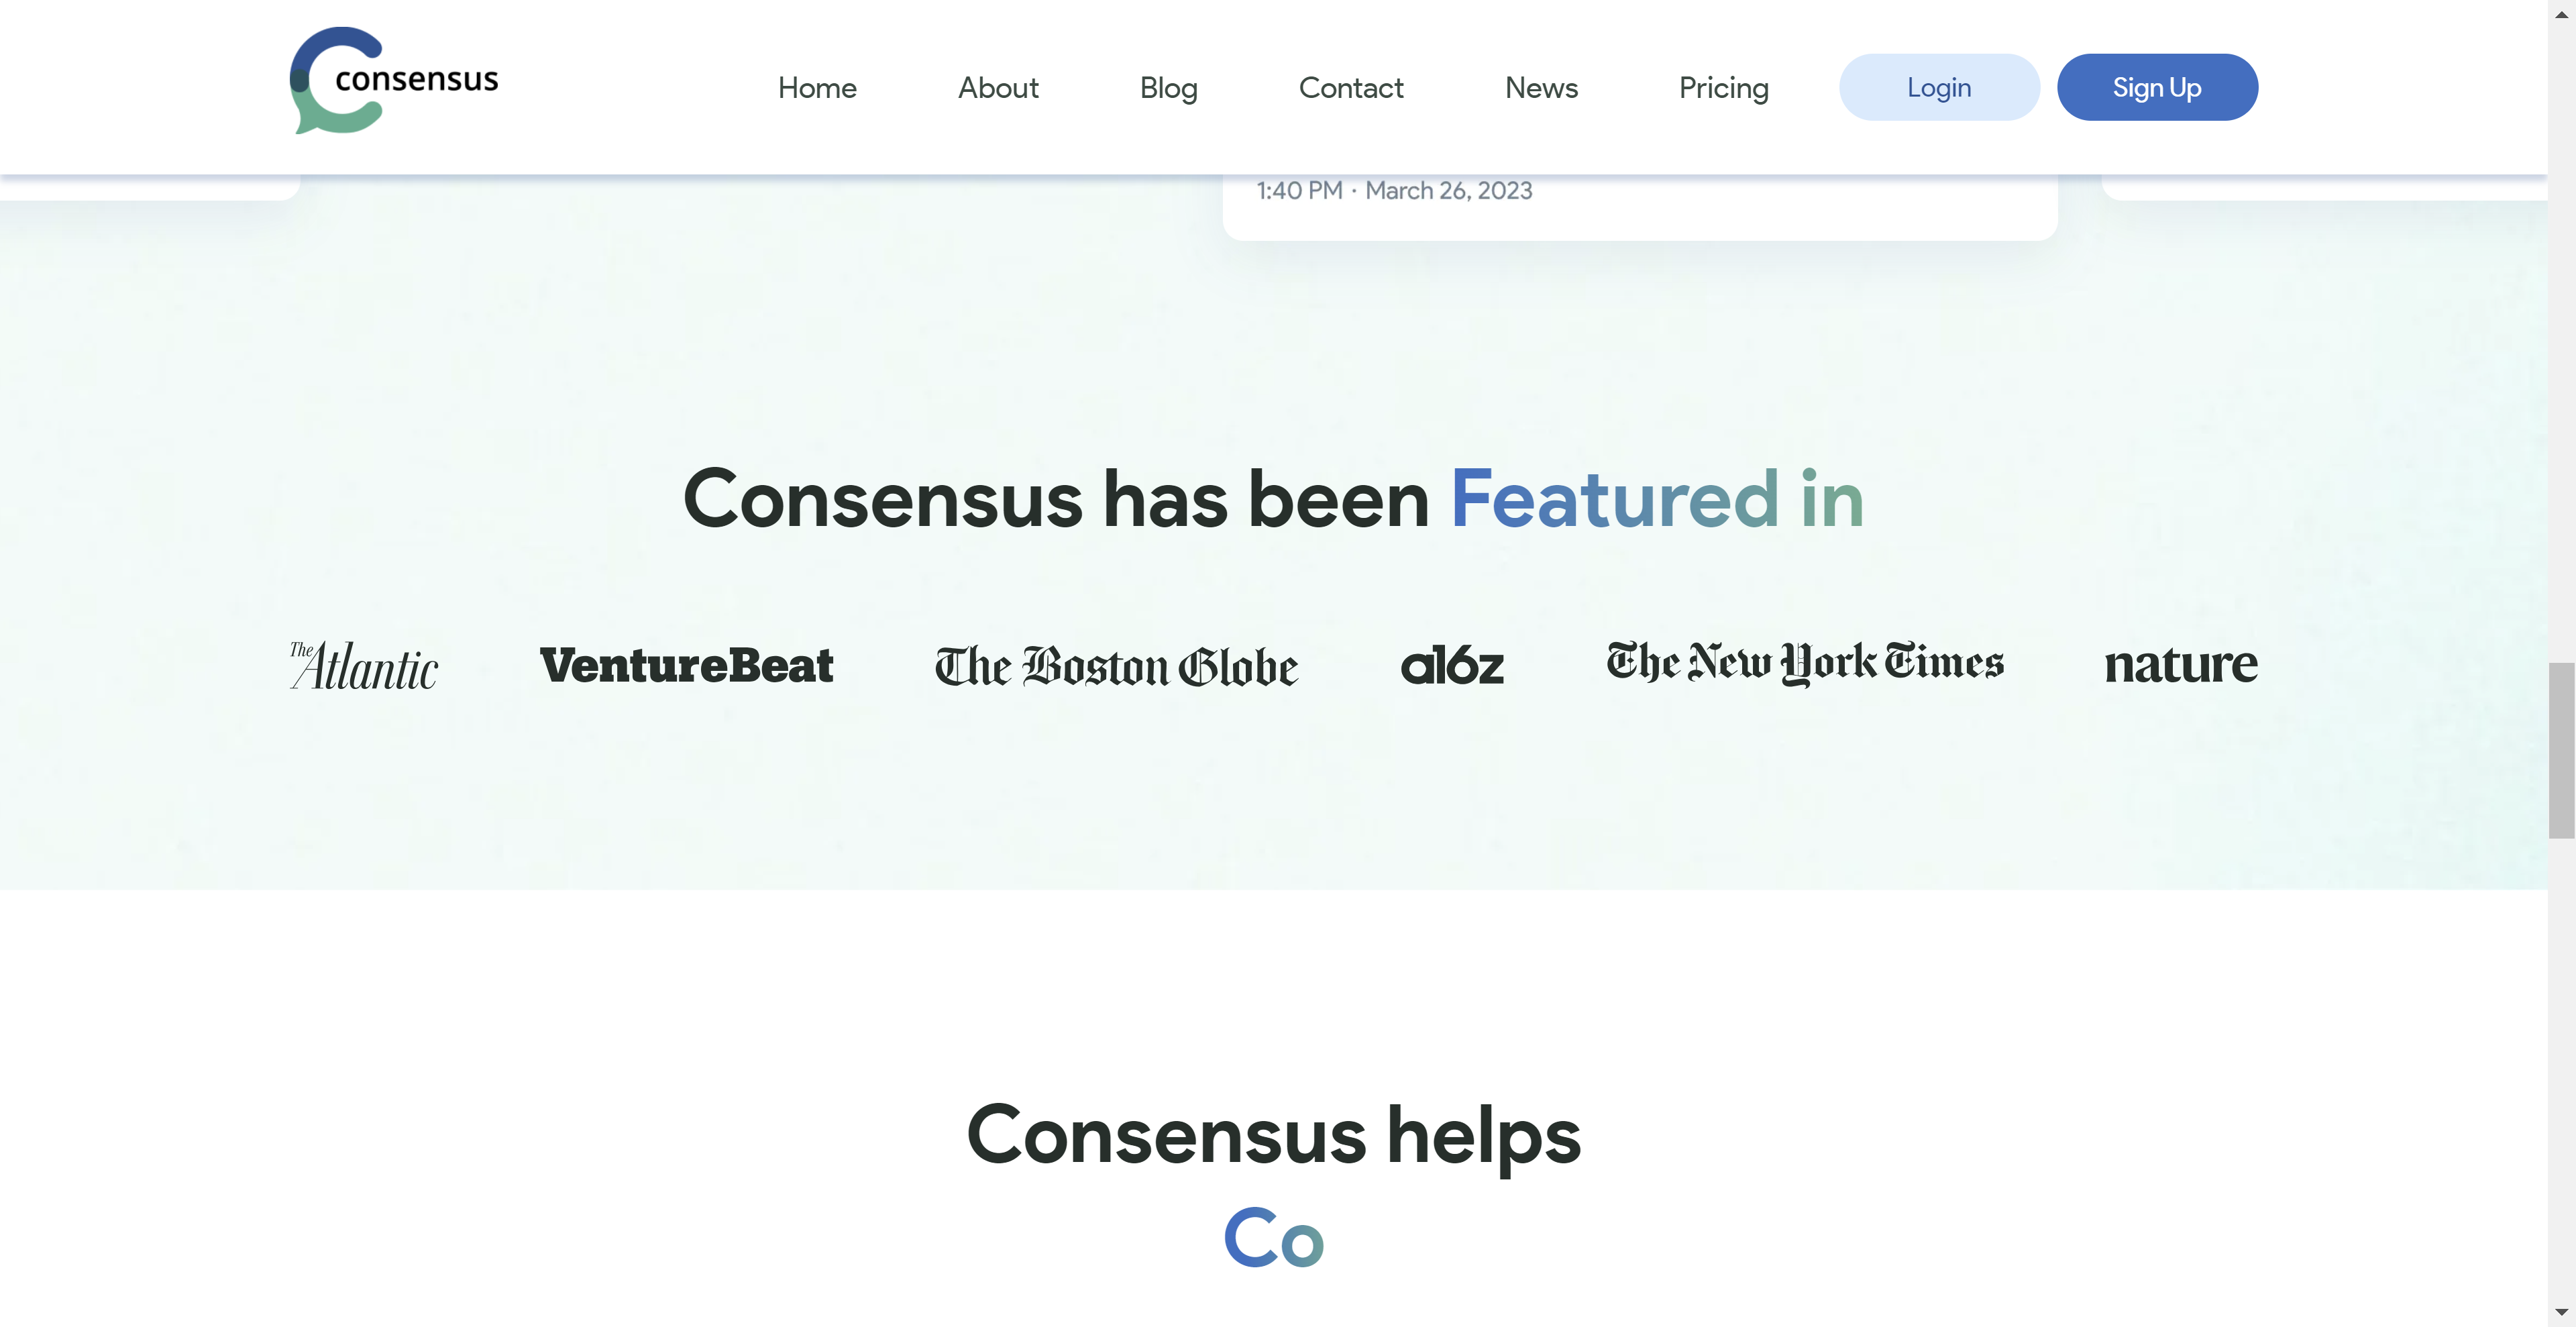 consensus
Home About Blog Contact News Pricing Login Sign Up
1:40 PM · March 26, 2023
Consensus has been Featured in
The Atlantic VentureBeat The Boston Globe a16z The New York Times nature
Consensus helps
Co